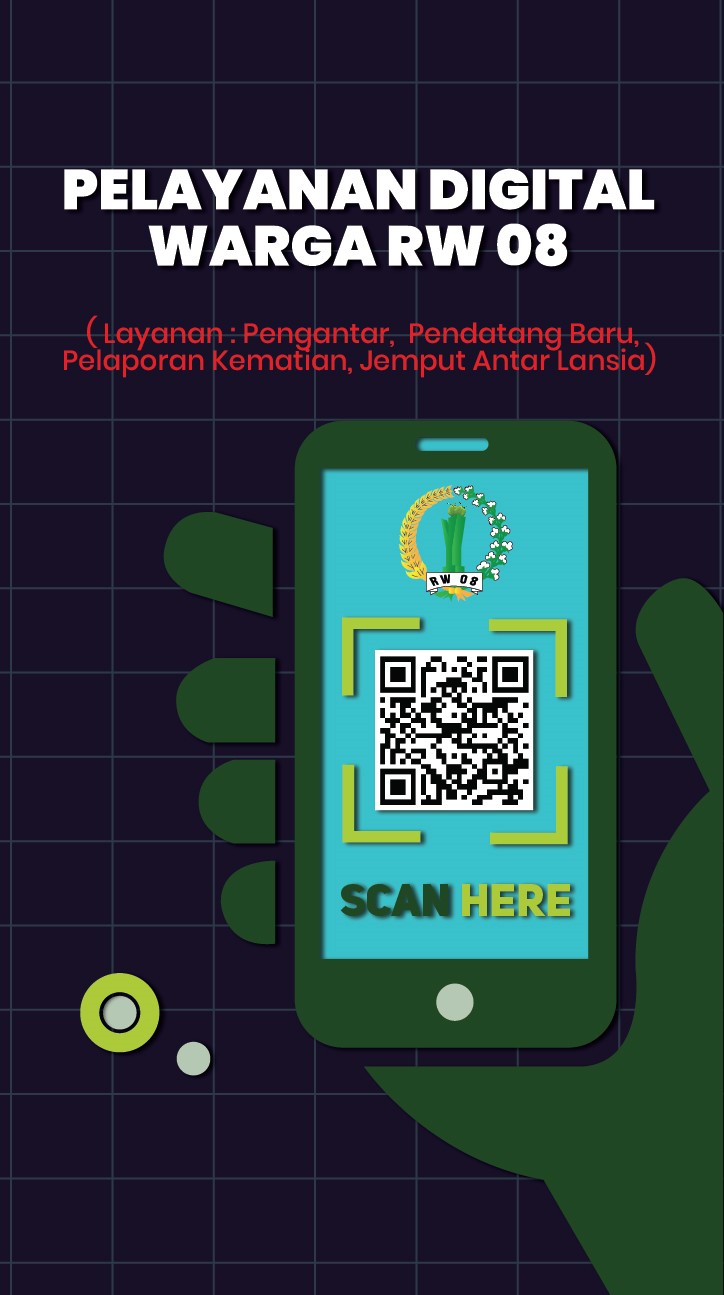 PELAYANAN DIGITAL
WARGA RW 08
( Layanan : Pengantar,  Pendatang Baru,
Pelaporan Kematian, Jemput Antar Lansia)
RW 08
SCAN HERE